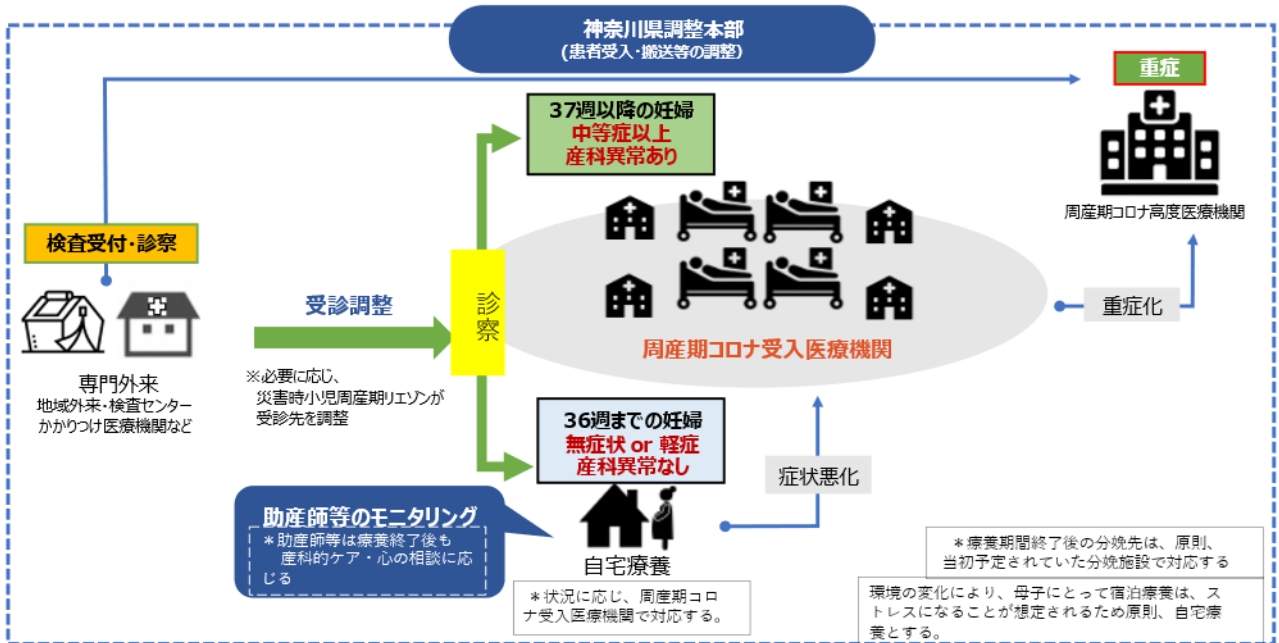 神奈川県調整本部
(患者受入・搬送等の調整)
重症
周産期コロナ高度医療機関
37週以降の妊婦
中等症以上
産科異常あり
検査受付・診察
専門外来
地域外来・検査センター
かかりつけ医療機関など
受診調整
※必要に応じ、
災害時小児周産期リエゾンが
受診先を調整
診察
周産期コロナ受入医療機関
重症化
36週までの妊婦
無症状 or 軽症
産科異常なし
症状悪化
助産師等のモニタリング
*助産師等は療養終了後も
産科的ケア・心の相談に応
じる
自宅療養
*状況に応じ、周産期コロ
ナ受入医療機関で対応する。
*療養期間終了後の分娩先は、原則、
当初予定されていた分娩施設で対応する
環境の変化により、母子にとって宿泊療養は、ス
トレスになることが想定されるため原則、自宅療
養とする。